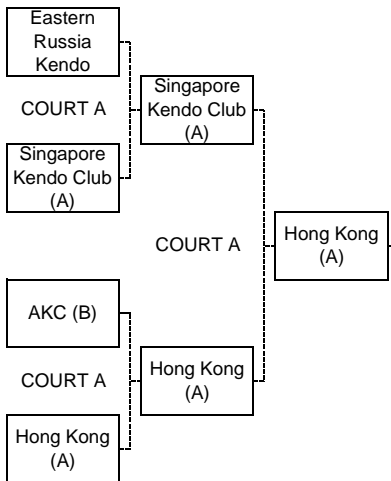 Eastern
Russia
Kendo
COURT A
Singapore
Kendo Club
(A)
Singapore
Kendo Club
(A)
COURT A
Hong Kong
(A)
AKC (B)
COURT A
Hong Kong
(A)
Hong Kong
(A)